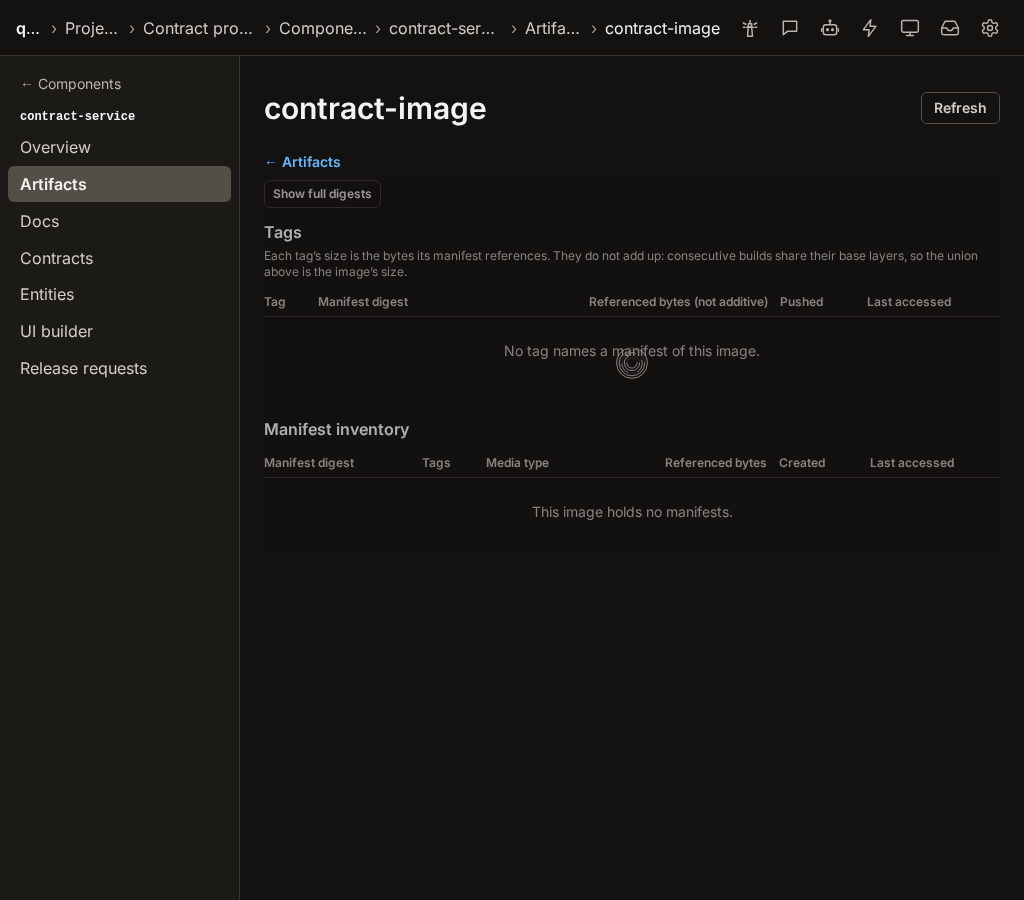 q... › Proje... › Contract pro... › Compone... › contract-ser... › Artifa... › contract-image
← Components
contract-service
Overview
Artifacts
Docs
Contracts
Entities
UI builder
Release requests
contract-image
Refresh
← Artifacts
Show full digests
Tags
Each tag’s size is the bytes its manifest references. They do not add up: consecutive builds share their base layers, so the union
above is the image’s size.
Tag Manifest digest Referenced bytes (not additive) Pushed Last accessed
No tag names a manifest of this image.
Manifest inventory
Manifest digest Tags Media type Referenced bytes Created Last accessed
This image holds no manifests.